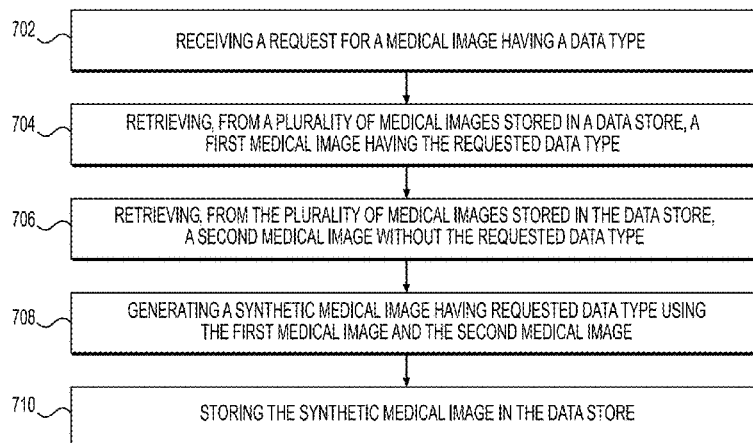 702
RECEIVING A REQUEST FOR A MEDICAL IMAGE HAVING A DATA TYPE
704
RETRIEVING, FROM A PLURALITY OF MEDICAL IMAGES STORED IN A DATA STORE, A
FIRST MEDICAL IMAGE HAVING THE REQUESTED DATA TYPE
706
RETRIEVING, FROM THE PLURALITY OF MEDICAL IMAGES STORED IN THE DATA STORE,
A SECOND MEDICAL IMAGE WITHOUT THE REQUESTED DATA TYPE
708
GENERATING A SYNTHETIC MEDICAL IMAGE HAVING REQUESTED DATA TYPE USING
THE FIRST MEDICAL IMAGE AND THE SECOND MEDICAL IMAGE
710
STORING THE SYNTHETIC MEDICAL IMAGE IN THE DATA STORE